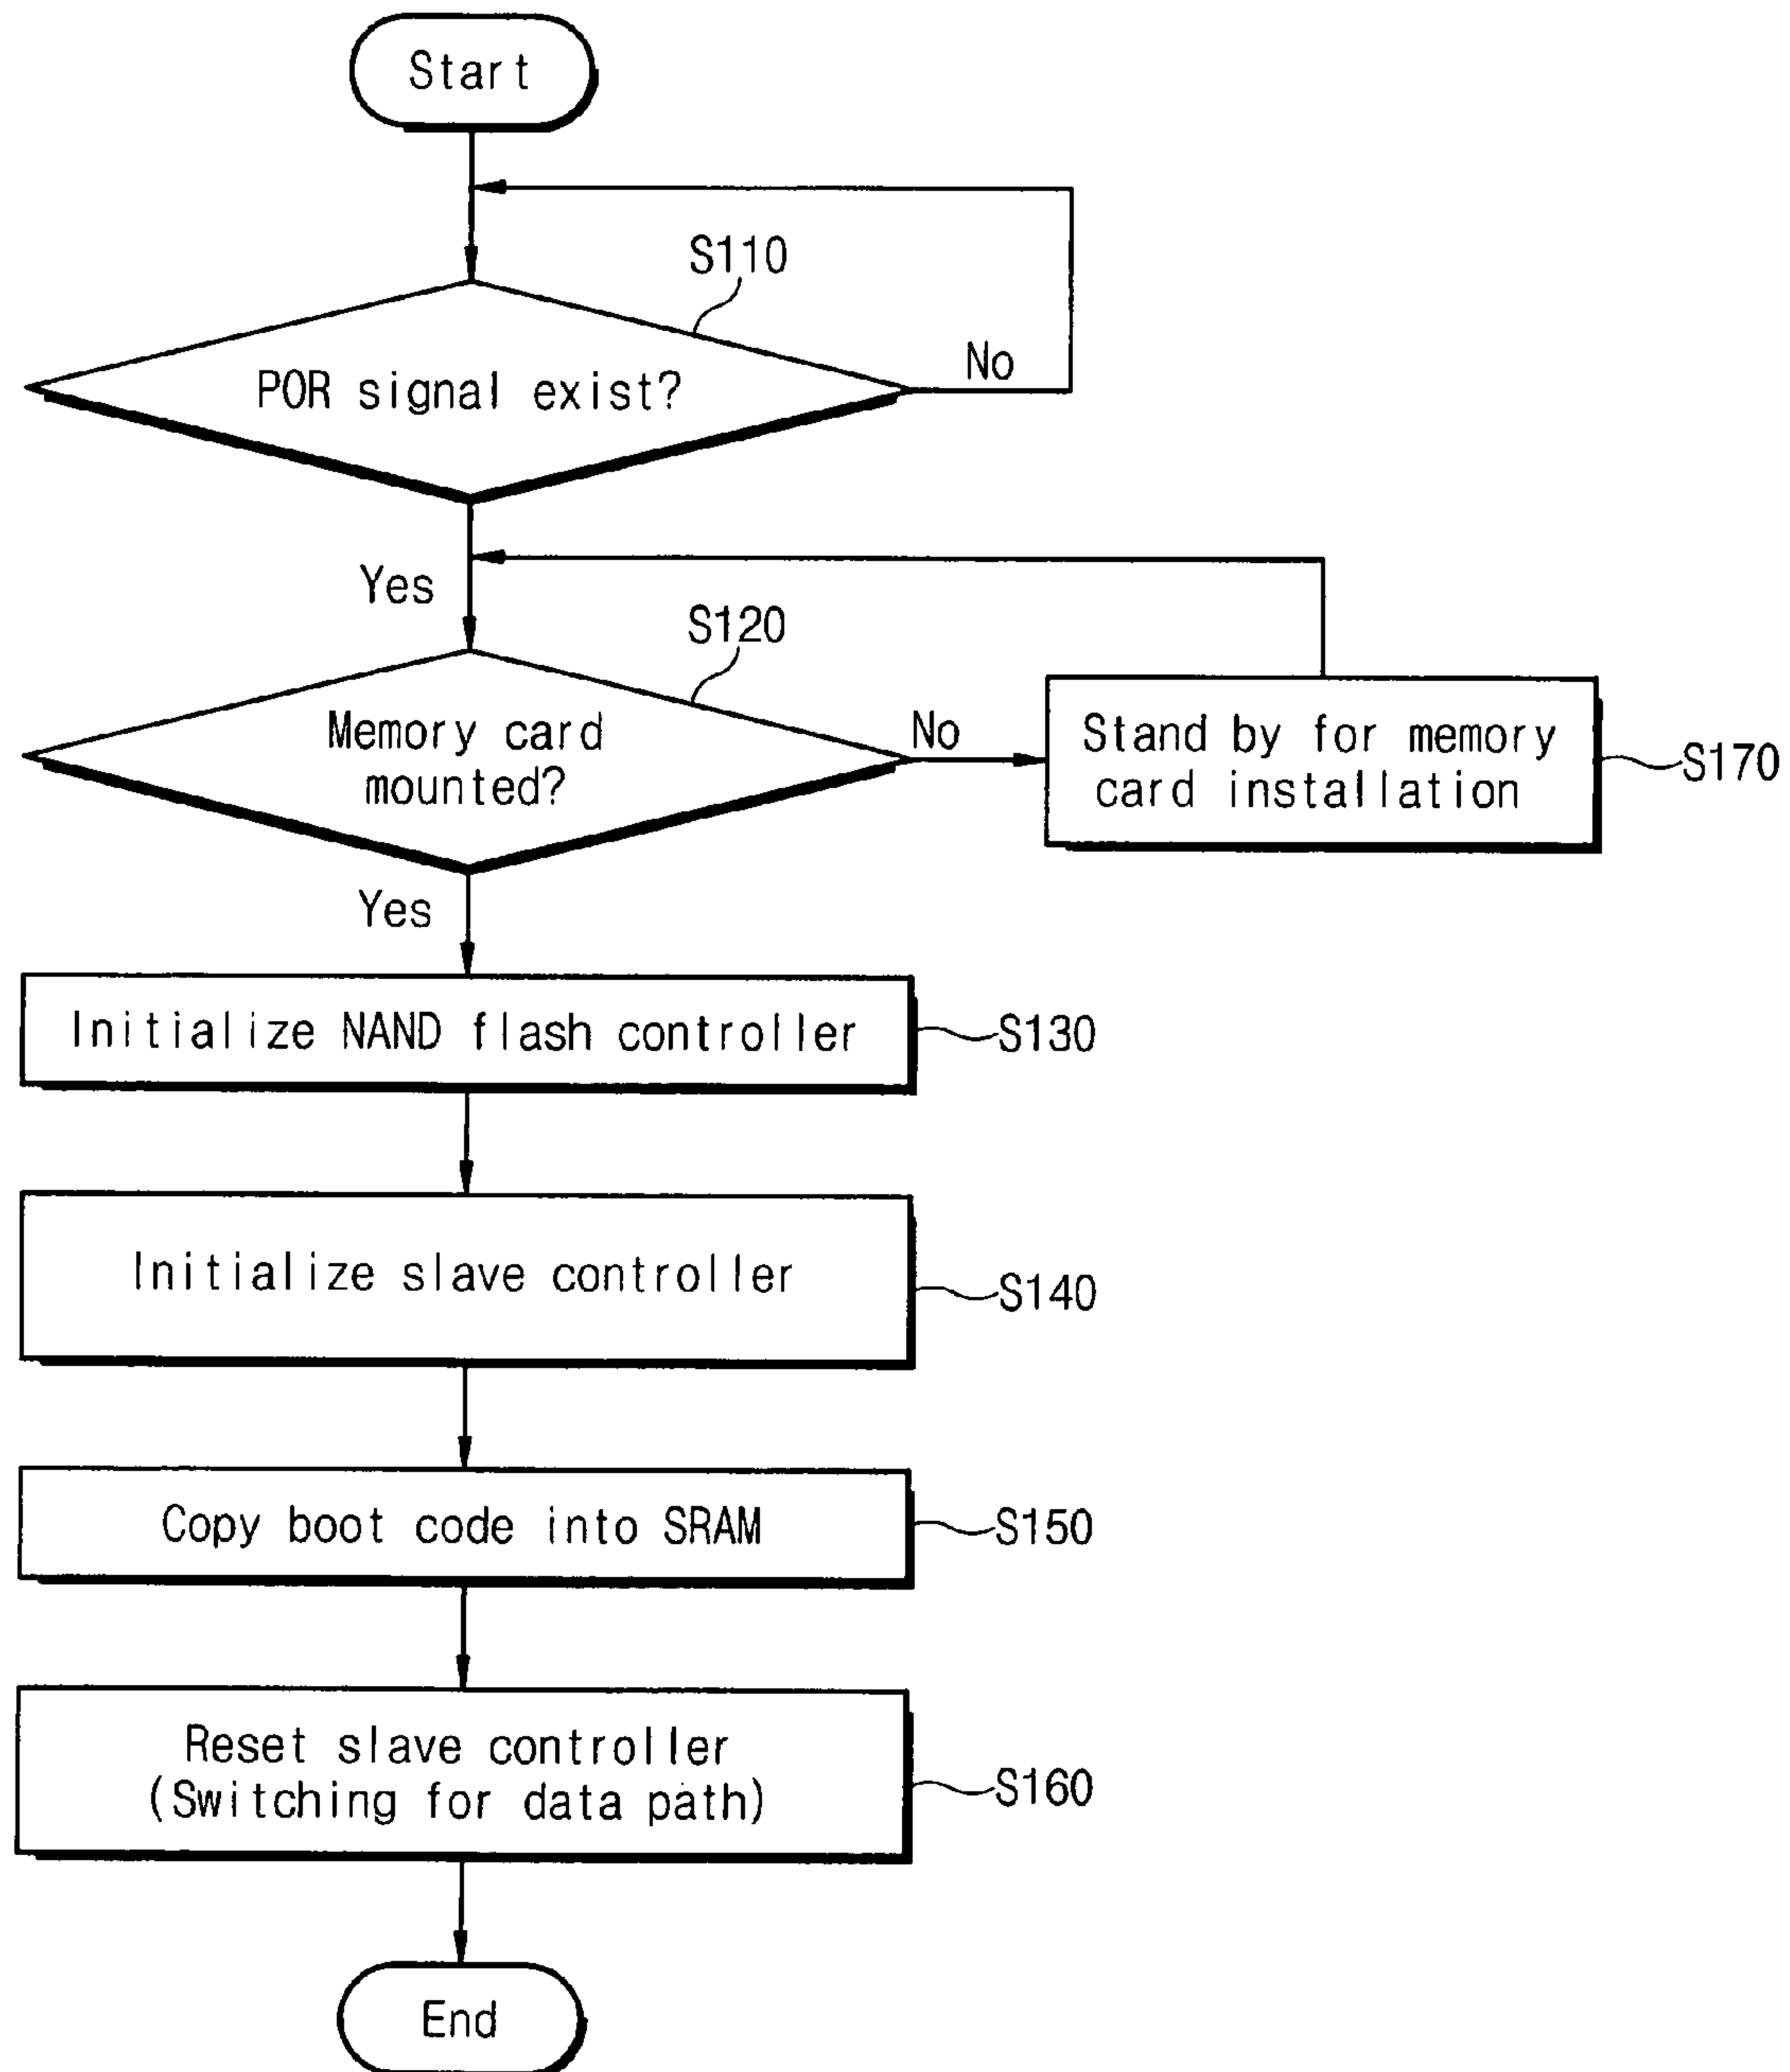 Start
S110
POR signal exist?
No
Yes
S120
Memory card
mounted?
No
Stand by for memory
card installation
S170
Yes
Initialize NAND flash controller
S130
Initialize slave controller
S140
Copy boot code into SRAM
S150
Reset slave controller
(Switching for data path)
S160
End